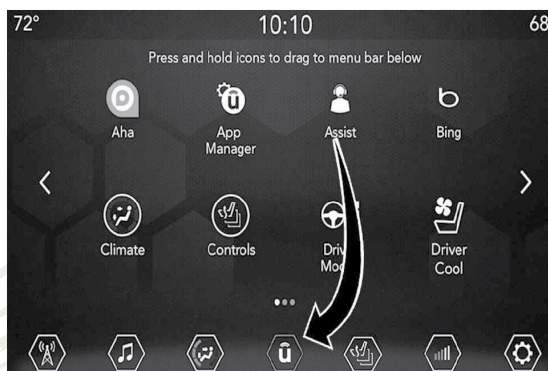 72°
10:10
68
Press and hold icons to drag to menu bar below
Aha
App
Manager
Assist
Bing
Climate
Controls
Driver
Cool